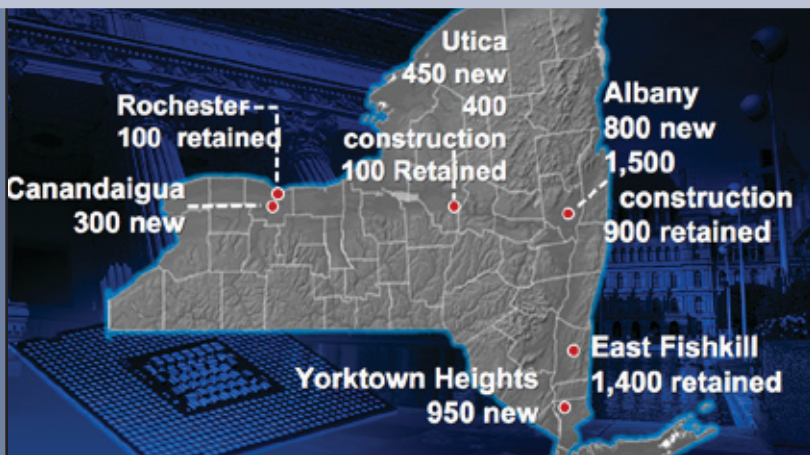 Utica
450 new
400
construction
100 Retained
Rochester
100 retained
Canandaigua
300 new
Albany
800 new
1,500
construction
900 retained
East Fishkill
1,400 retained
Yorktown Heights
950 new